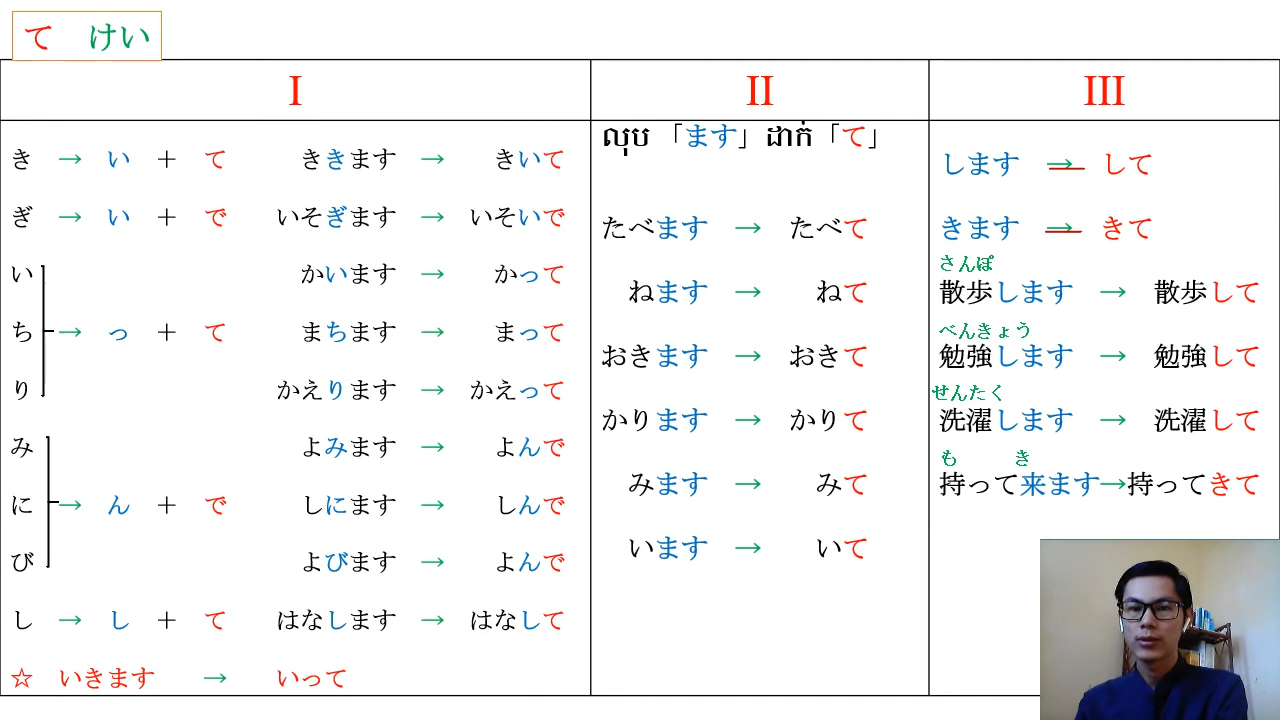 て けい
I II III
き → い ＋ て ききます → きいて
ぎ → い ＋ で いそぎます → いそいで
い かいます → かって
ち → っ ＋ て まちます → まって
り かえります → かえって
み よみます → よんで
に → ん ＋ で しにます → しんで
び よびます → よんで
し → し ＋ て はなします → はなして
☆ いきます → いって
លុប 「ます」ដាក់「て」
たべます → たべて
ねます → ねて
おきます → おきて
かります → かりて
みます → みて
います → いて
します → して
きます → きて
さんぽ
散歩します → 散歩して
べんきょう
勉強します → 勉強して
せんたく
洗濯します → 洗濯して
も き
持って来ます→持ってきて